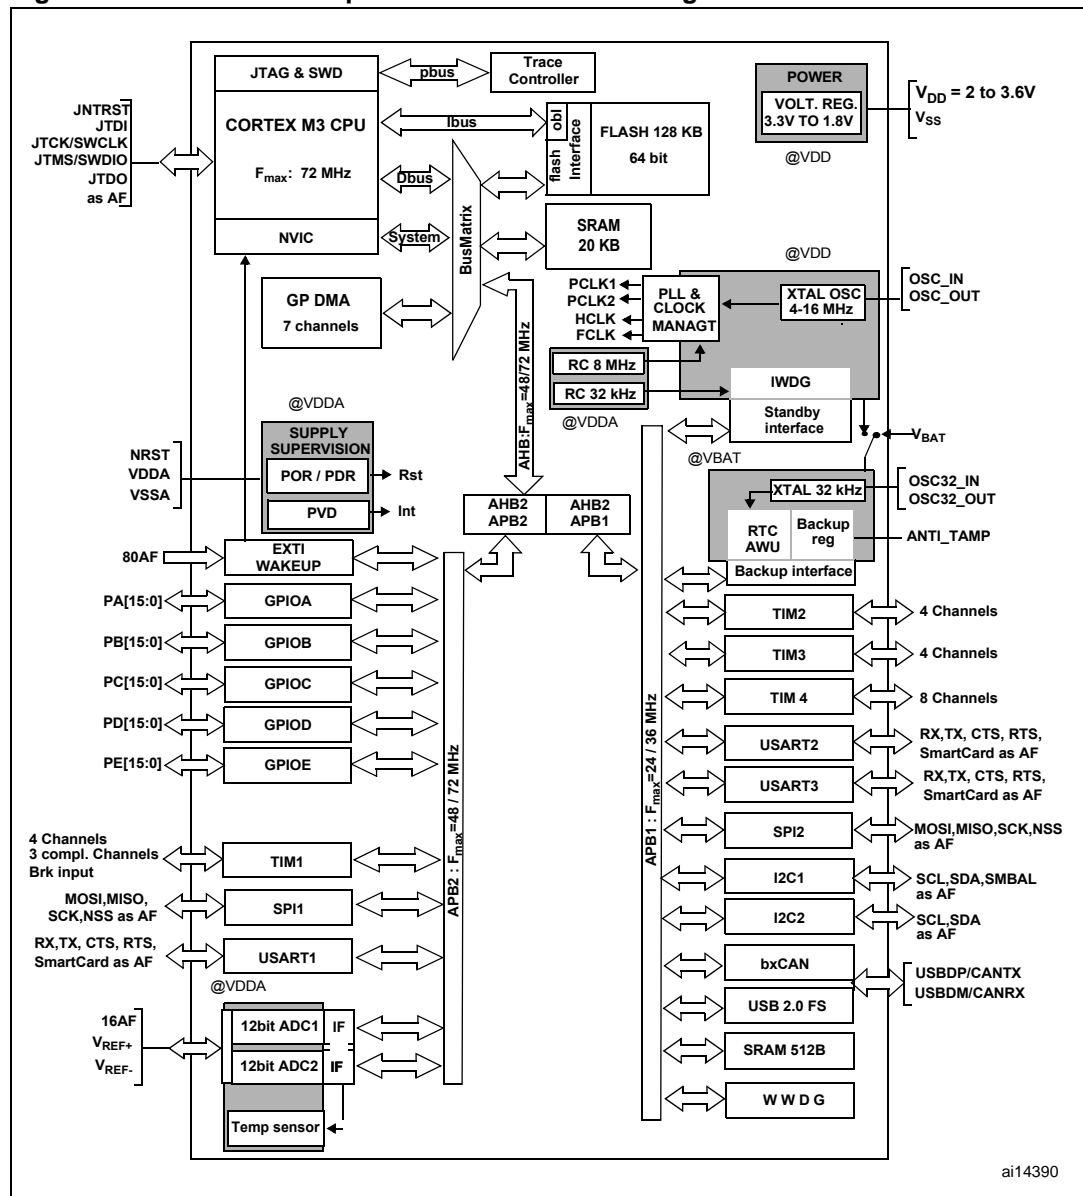 JTAG & SWD
pbus
Trace
Controller
POWER
VOLT. REG.
3.3V TO 1.8V
@VDD
VDD = 2 to 3.6V
VSS
JNTRST
JTDI
JTCK/SWCLK
JTMS/SWDIO
JTDO
as AF
CORTEX M3 CPU
Fmax: 72 MHz
NVIC
Ibus
Dbus
System
BusMatrix
flash
obl
Interface
FLASH 128 KB
64 bit
SRAM
20 KB
GP DMA
7 channels
AHB:Fmax=48/72 MHz
@VDD
PCLK1
PCLK2
HCLK
FCLK
PLL &
CLOCK
MANAGT
XTAL OSC
4-16 MHz
OSC_IN
OSC_OUT
RC 8 MHz
RC 32 kHz
@VDDA
IWDG
Standby
interface
VBAT
@VBAT
XTAL 32 kHz
OSC32_IN
OSC32_OUT
RTC
AWU
Backup
reg
ANTI_TAMP
Backup interface
@VDDA
NRST
VDDA
VSSA
SUPPLY
SUPERVISION
POR / PDR
Rst
PVD
Int
AHB2
APB2
AHB2
APB1
80AF
EXTI
WAKEUP
PA[15:0]
GPIOA
PB[15:0]
GPIOB
PC[15:0]
GPIOC
PD[15:0]
GPIOD
PE[15:0]
GPIOE
4 Channels
3 compl. Channels
Brk input
TIM1
MOSI,MISO,
SCK,NSS as AF
SPI1
RX,TX, CTS, RTS,
SmartCard as AF
USART1
@VDDA
16AF
VREF+
VREF-
12bit ADC1
IF
12bit ADC2
IF
Temp sensor
APB2 : Fmax=48 / 72 MHz
APB1 : Fmax=24 / 36 MHz
TIM2
4 Channels
TIM3
4 Channels
TIM 4
8 Channels
USART2
RX,TX, CTS, RTS,
SmartCard as AF
USART3
RX,TX, CTS, RTS,
SmartCard as AF
SPI2
MOSI,MISO,SCK,NSS
as AF
I2C1
SCL,SDA,SMBAL
as AF
I2C2
SCL,SDA
as AF
bxCAN
USBDP/CANTX
USBDM/CANRX
USB 2.0 FS
SRAM 512B
W W D G
ai14390